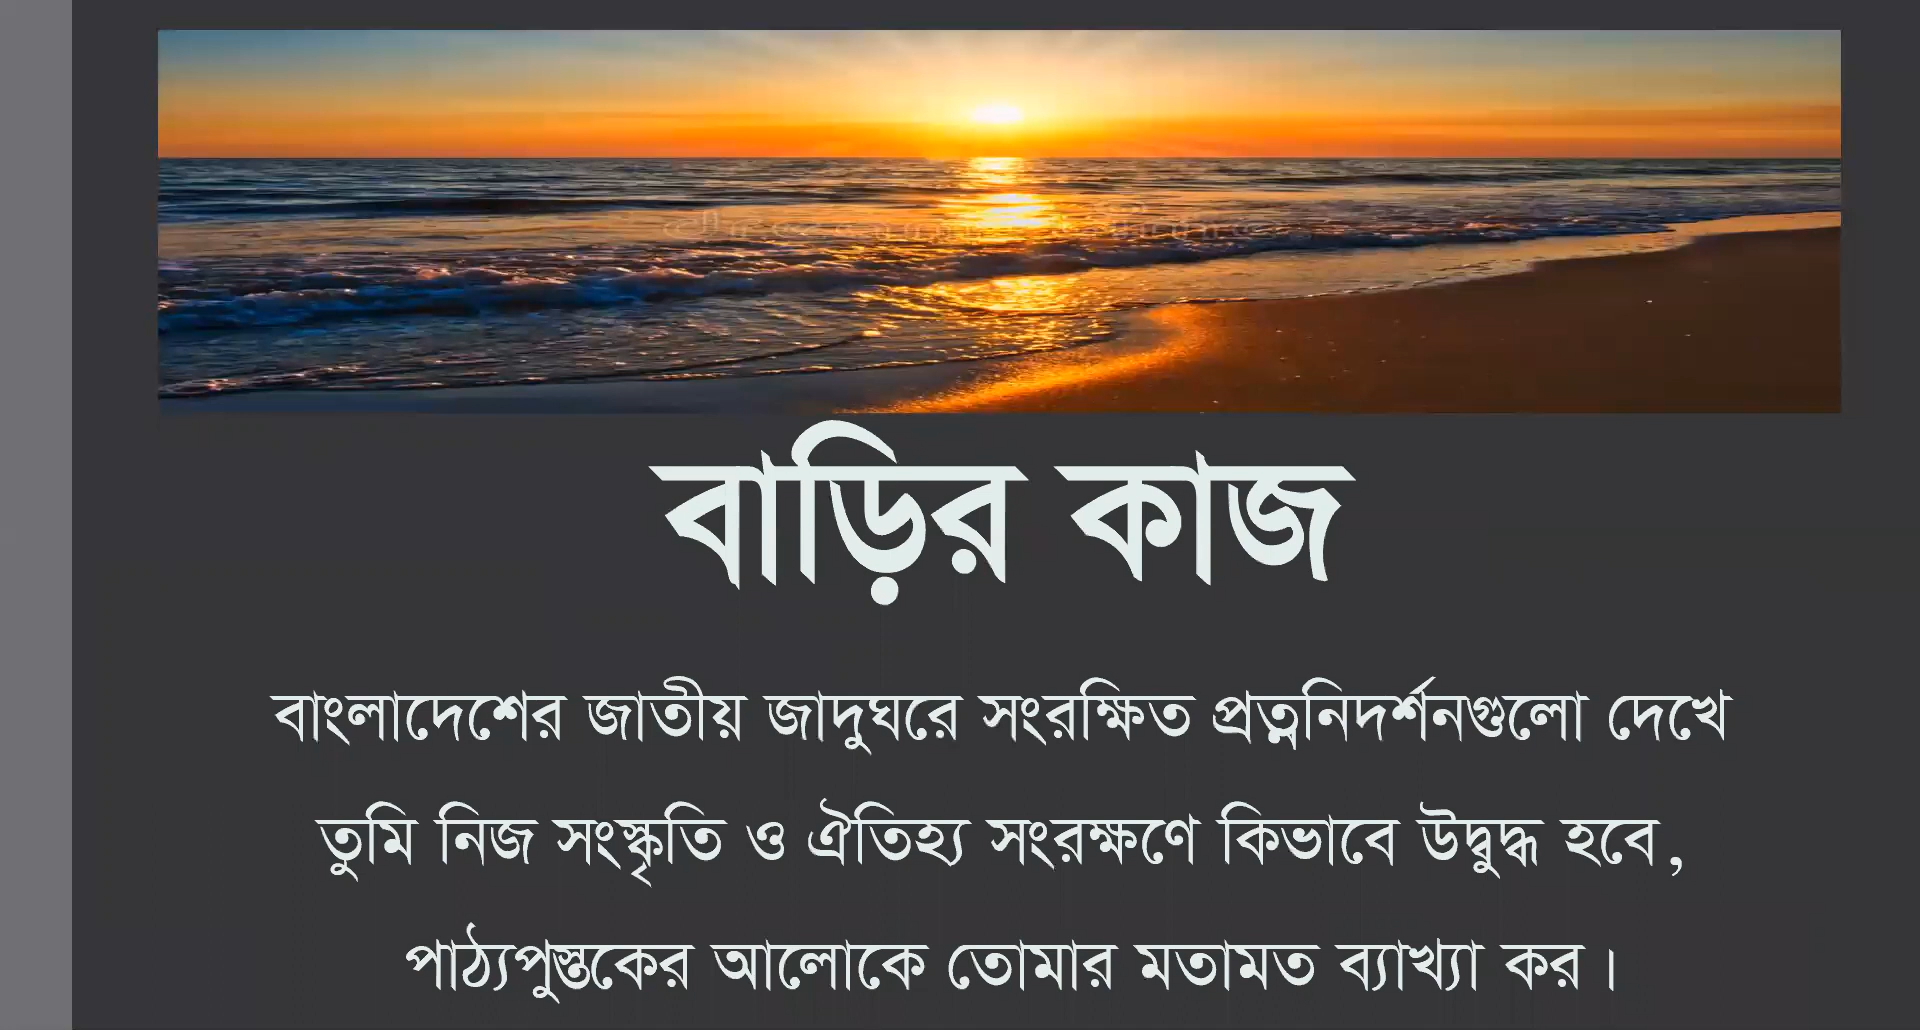 বাড়ির কাজ
বাংলাদেশের জাতীয় জাদুঘরে সংরক্ষিত প্রত্ননিদর্শনগুলো দেখে
তুমি নিজ সংস্কৃতি ও ঐতিহ্য সংরক্ষণে কিভাবে উদ্বুদ্ধ হবে,
পাঠ্যপুস্তকের আলোকে তোমার মতামত ব্যাখ্যা কর।